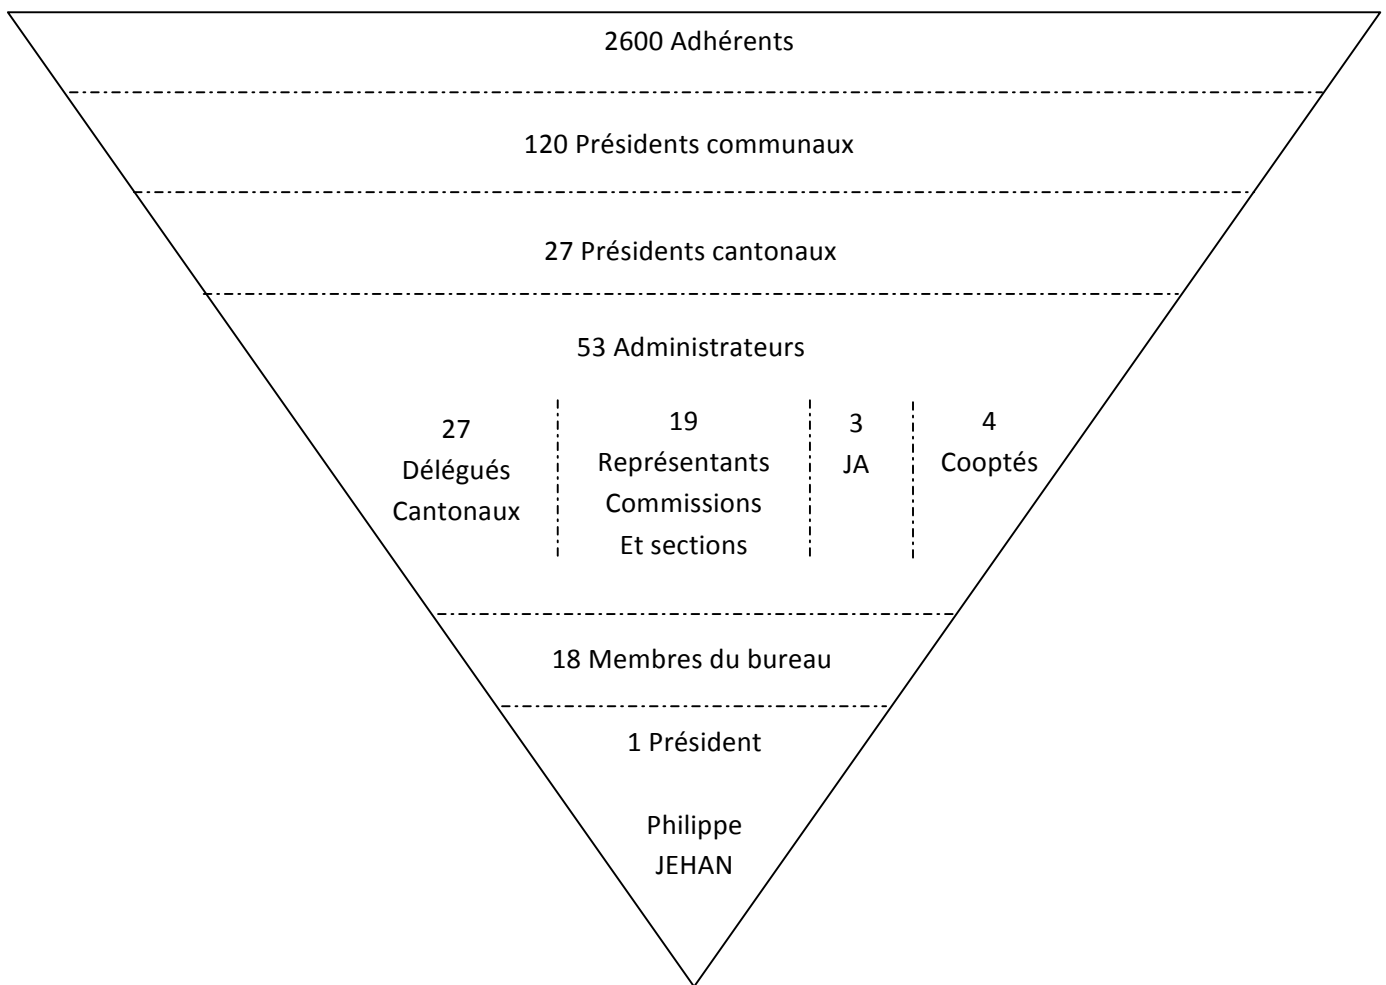 2600 Adhérents
120 Présidents communaux
27 Présidents cantonaux
53 Administrateurs
27
Délégués
Cantonaux
19
Représentants
Commissions
Et sections
3
JA
4
Cooptés
18 Membres du bureau
1 Président
Philippe
JEHAN